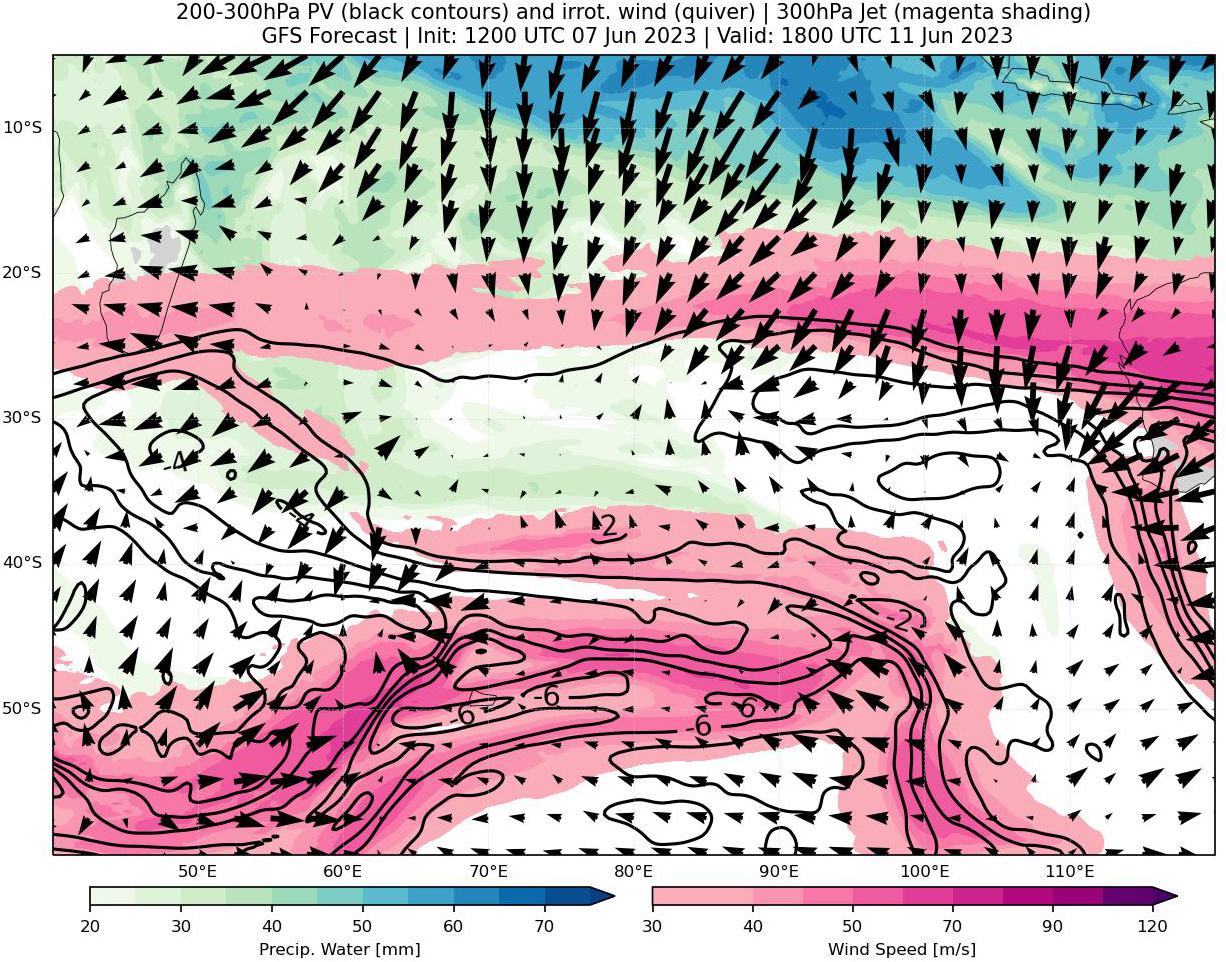 200-300hPa PV (black contours) and irrot. wind (quiver) | 300hPa Jet (magenta shading)
GFS Forecast | Init: 1200 UTC 07 Jun 2023 | Valid: 1800 UTC 11 Jun 2023
10°S
20°S
30°S
-4
-4
2
40°S
-2
-6
-6
-6
50°S
6
50°E 60°E 70°E 80°E 90°E 100°E 110°E
20 30 40 50 60 70
30 40 50 70 90 120
Precip. Water [mm]
Wind Speed [m/s]